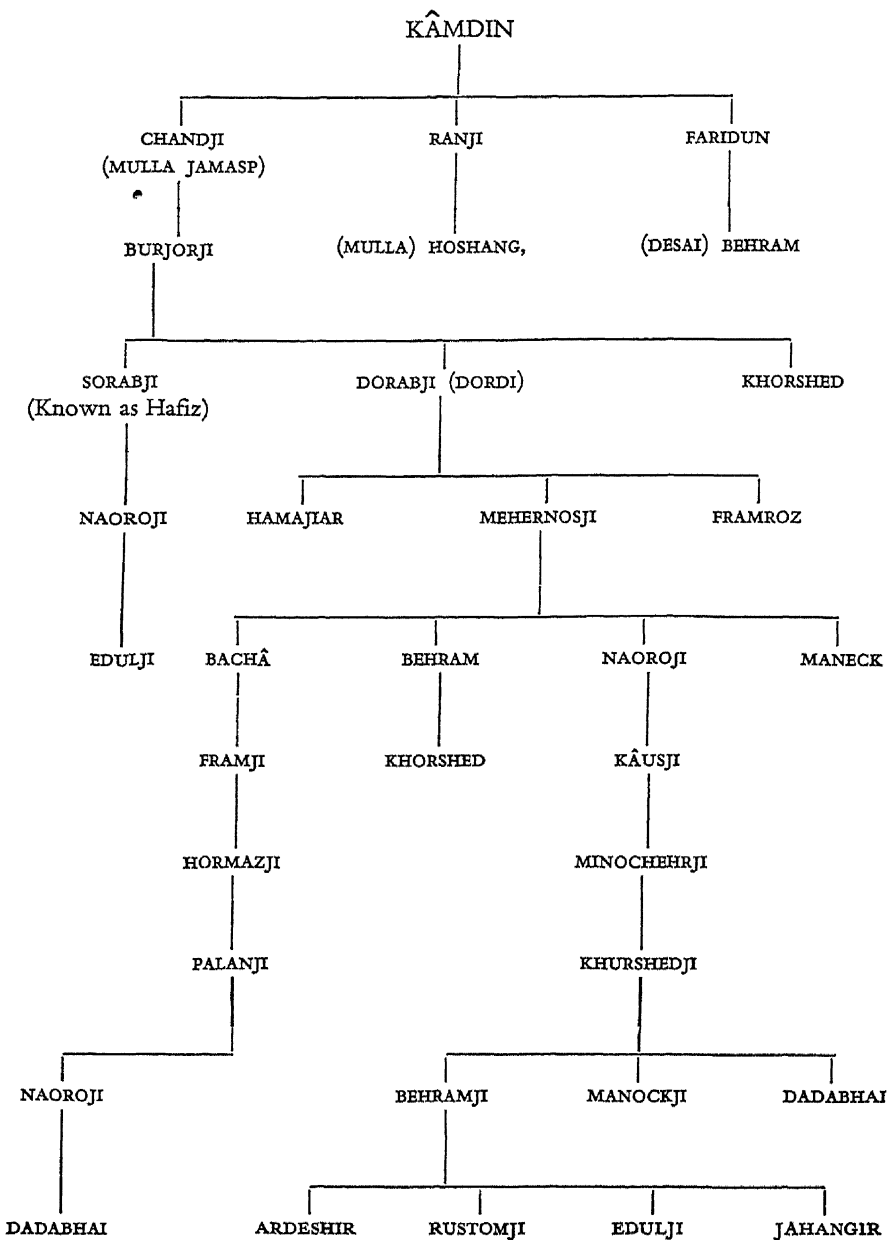 KÂMDIN
CHANDJI RANJI FARIDUN
(MULLA JAMASP)
BURJORJI (MULLA) HOSHANG, (DESAI) BEHRAM
SORABJI DORABJI (DORDI) KHORSHED
(Known as Hafiz)
NAOROJI HAMAJIAR MEHERNOSJI FRAMROZ
EDULJI BACHÂ BEHRAM NAOROJI MANECK
FRAMJI KHORSHED KÂUSJI
HORMAZJI MINOCHEHRJI
PALANJI KHURSHEDJI
NAOROJI BEHRAMJI MANOCKJI DADABHAI
DADABHAI ARDESHIR RUSTOMJI EDULJI JAHANGIR